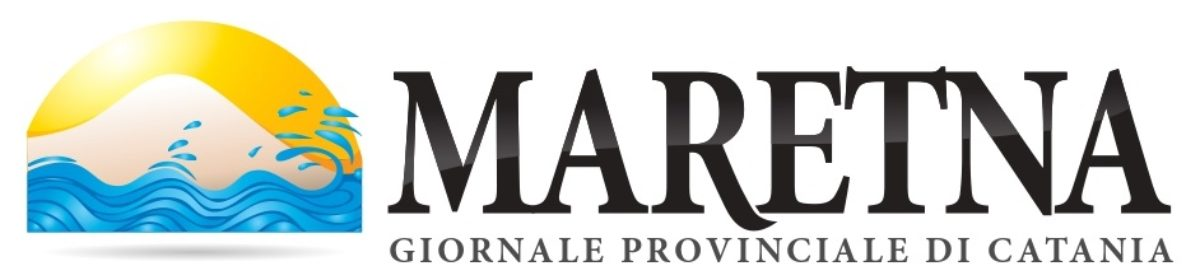 MARETNA
GIORNALE PROVINCIALE DI CATANIA